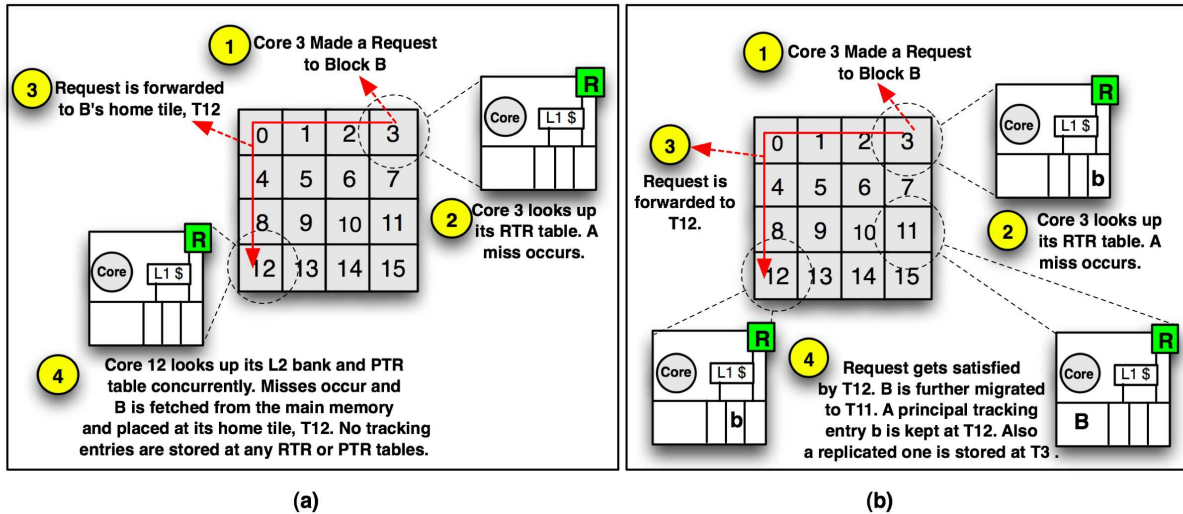 1
Core 3 Made a Request
to Block B
3
Request is forwarded
to B's home tile, T12
R
Core
L1 $
0 1 2 3
4 5 6 7
8 9 10 11
12 13 14 15
2
Core 3 looks up
its RTR table. A
miss occurs.
R
Core
L1 $
4
Core 12 looks up its L2 bank and PTR
table concurrently. Misses occur and
B is fetched from the main memory
and placed at its home tile, T12. No tracking
entries are stored at any RTR or PTR tables.
(a)
1
Core 3 Made a Request
to Block B
R
Core
L1 $
b
0 1 2 3
4 5 6 7
8 9 10 11
12 13 14 15
3
Request is
forwarded to
T12.
2
Core 3 looks up
its RTR table. A
miss occurs.
R
Core
L1 $
b
4
Request gets satisfied
by T12. B is further migrated
to T11. A principal tracking
entry b is kept at T12. Also
a replicated one is stored at T3 .
R
Core
L1 $
B
(b)